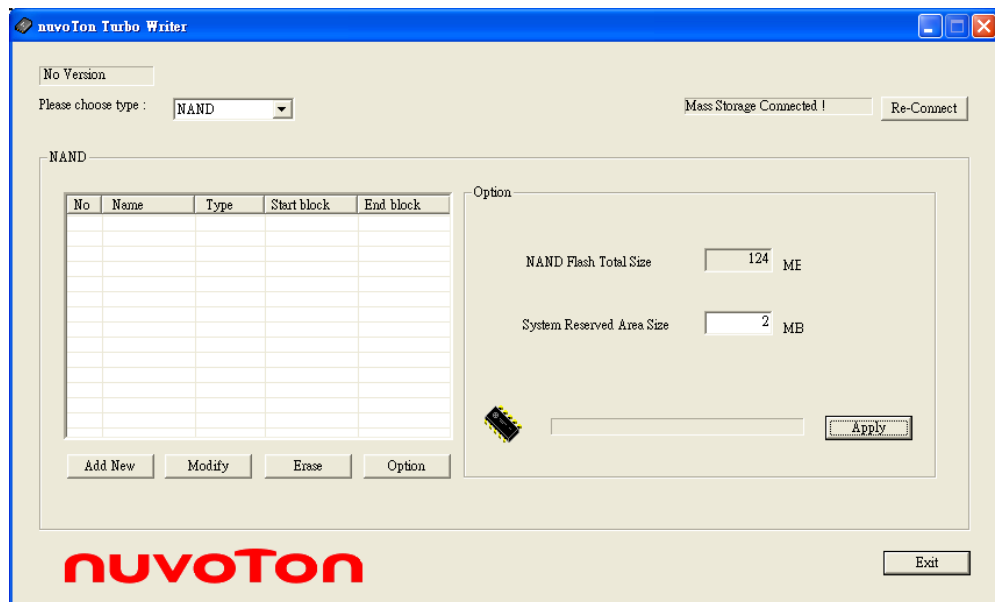 nuvoTon Turbo Writer
No Version
Please choose type :
NAND
Mass Storage Connected !
Re-Connect
NAND
No Name Type Start block End block
Option
NAND Flash Total Size 124 ME
System Reserved Area Size 2 MB
Apply
Add New Modify Erase Option
nuvoTon
Exit